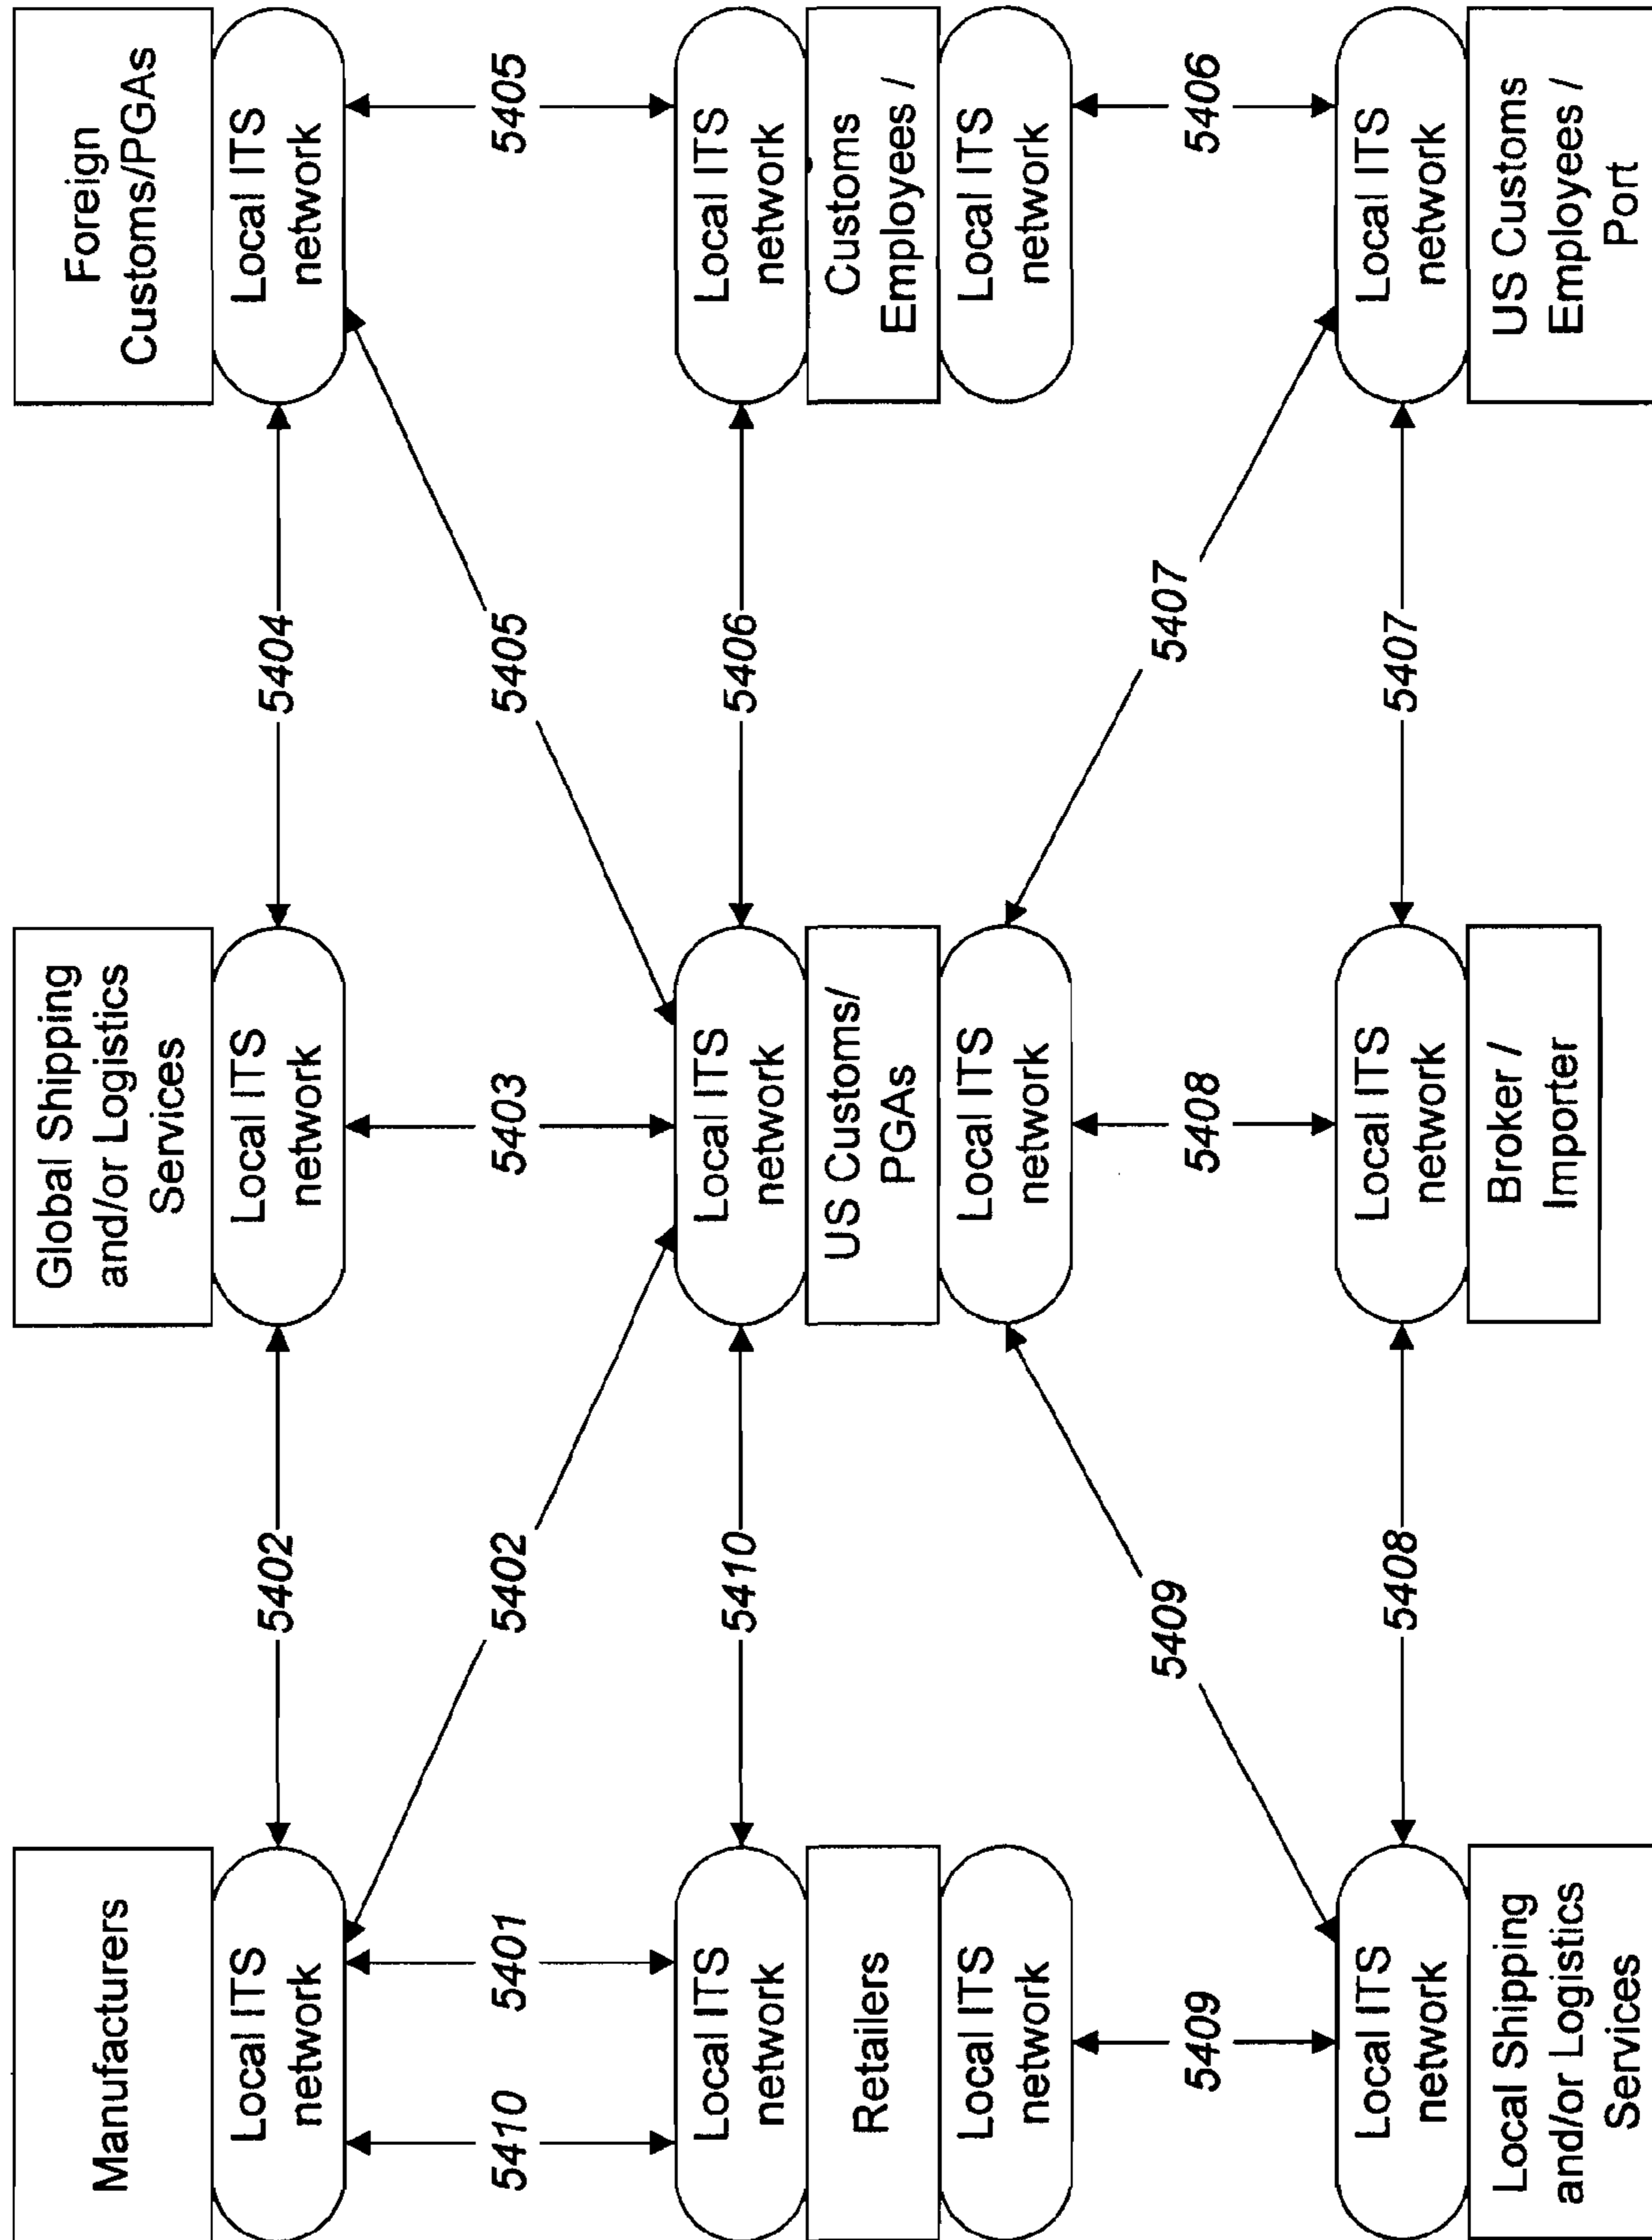 Manufacturers
Global Shipping
and/or Logistics
Services
Foreign
Customs/PGAs
Local ITS
network
5402
Local ITS
network
5404
Local ITS
network
5410
5401
5402
5403
5405
5405
Local ITS
network
5410
Local ITS
network
5406
Local ITS
network
Retailers
US Customs/
PGAs
Customs
Employees /
Local ITS
network
Local ITS
network
Local ITS
network
5409
5409
5408
5407
5406
Local ITS
network
5408
Local ITS
network
5407
Local ITS
network
Local Shipping
and/or Logistics
Services
Broker /
Importer
US Customs
Employees /
Port